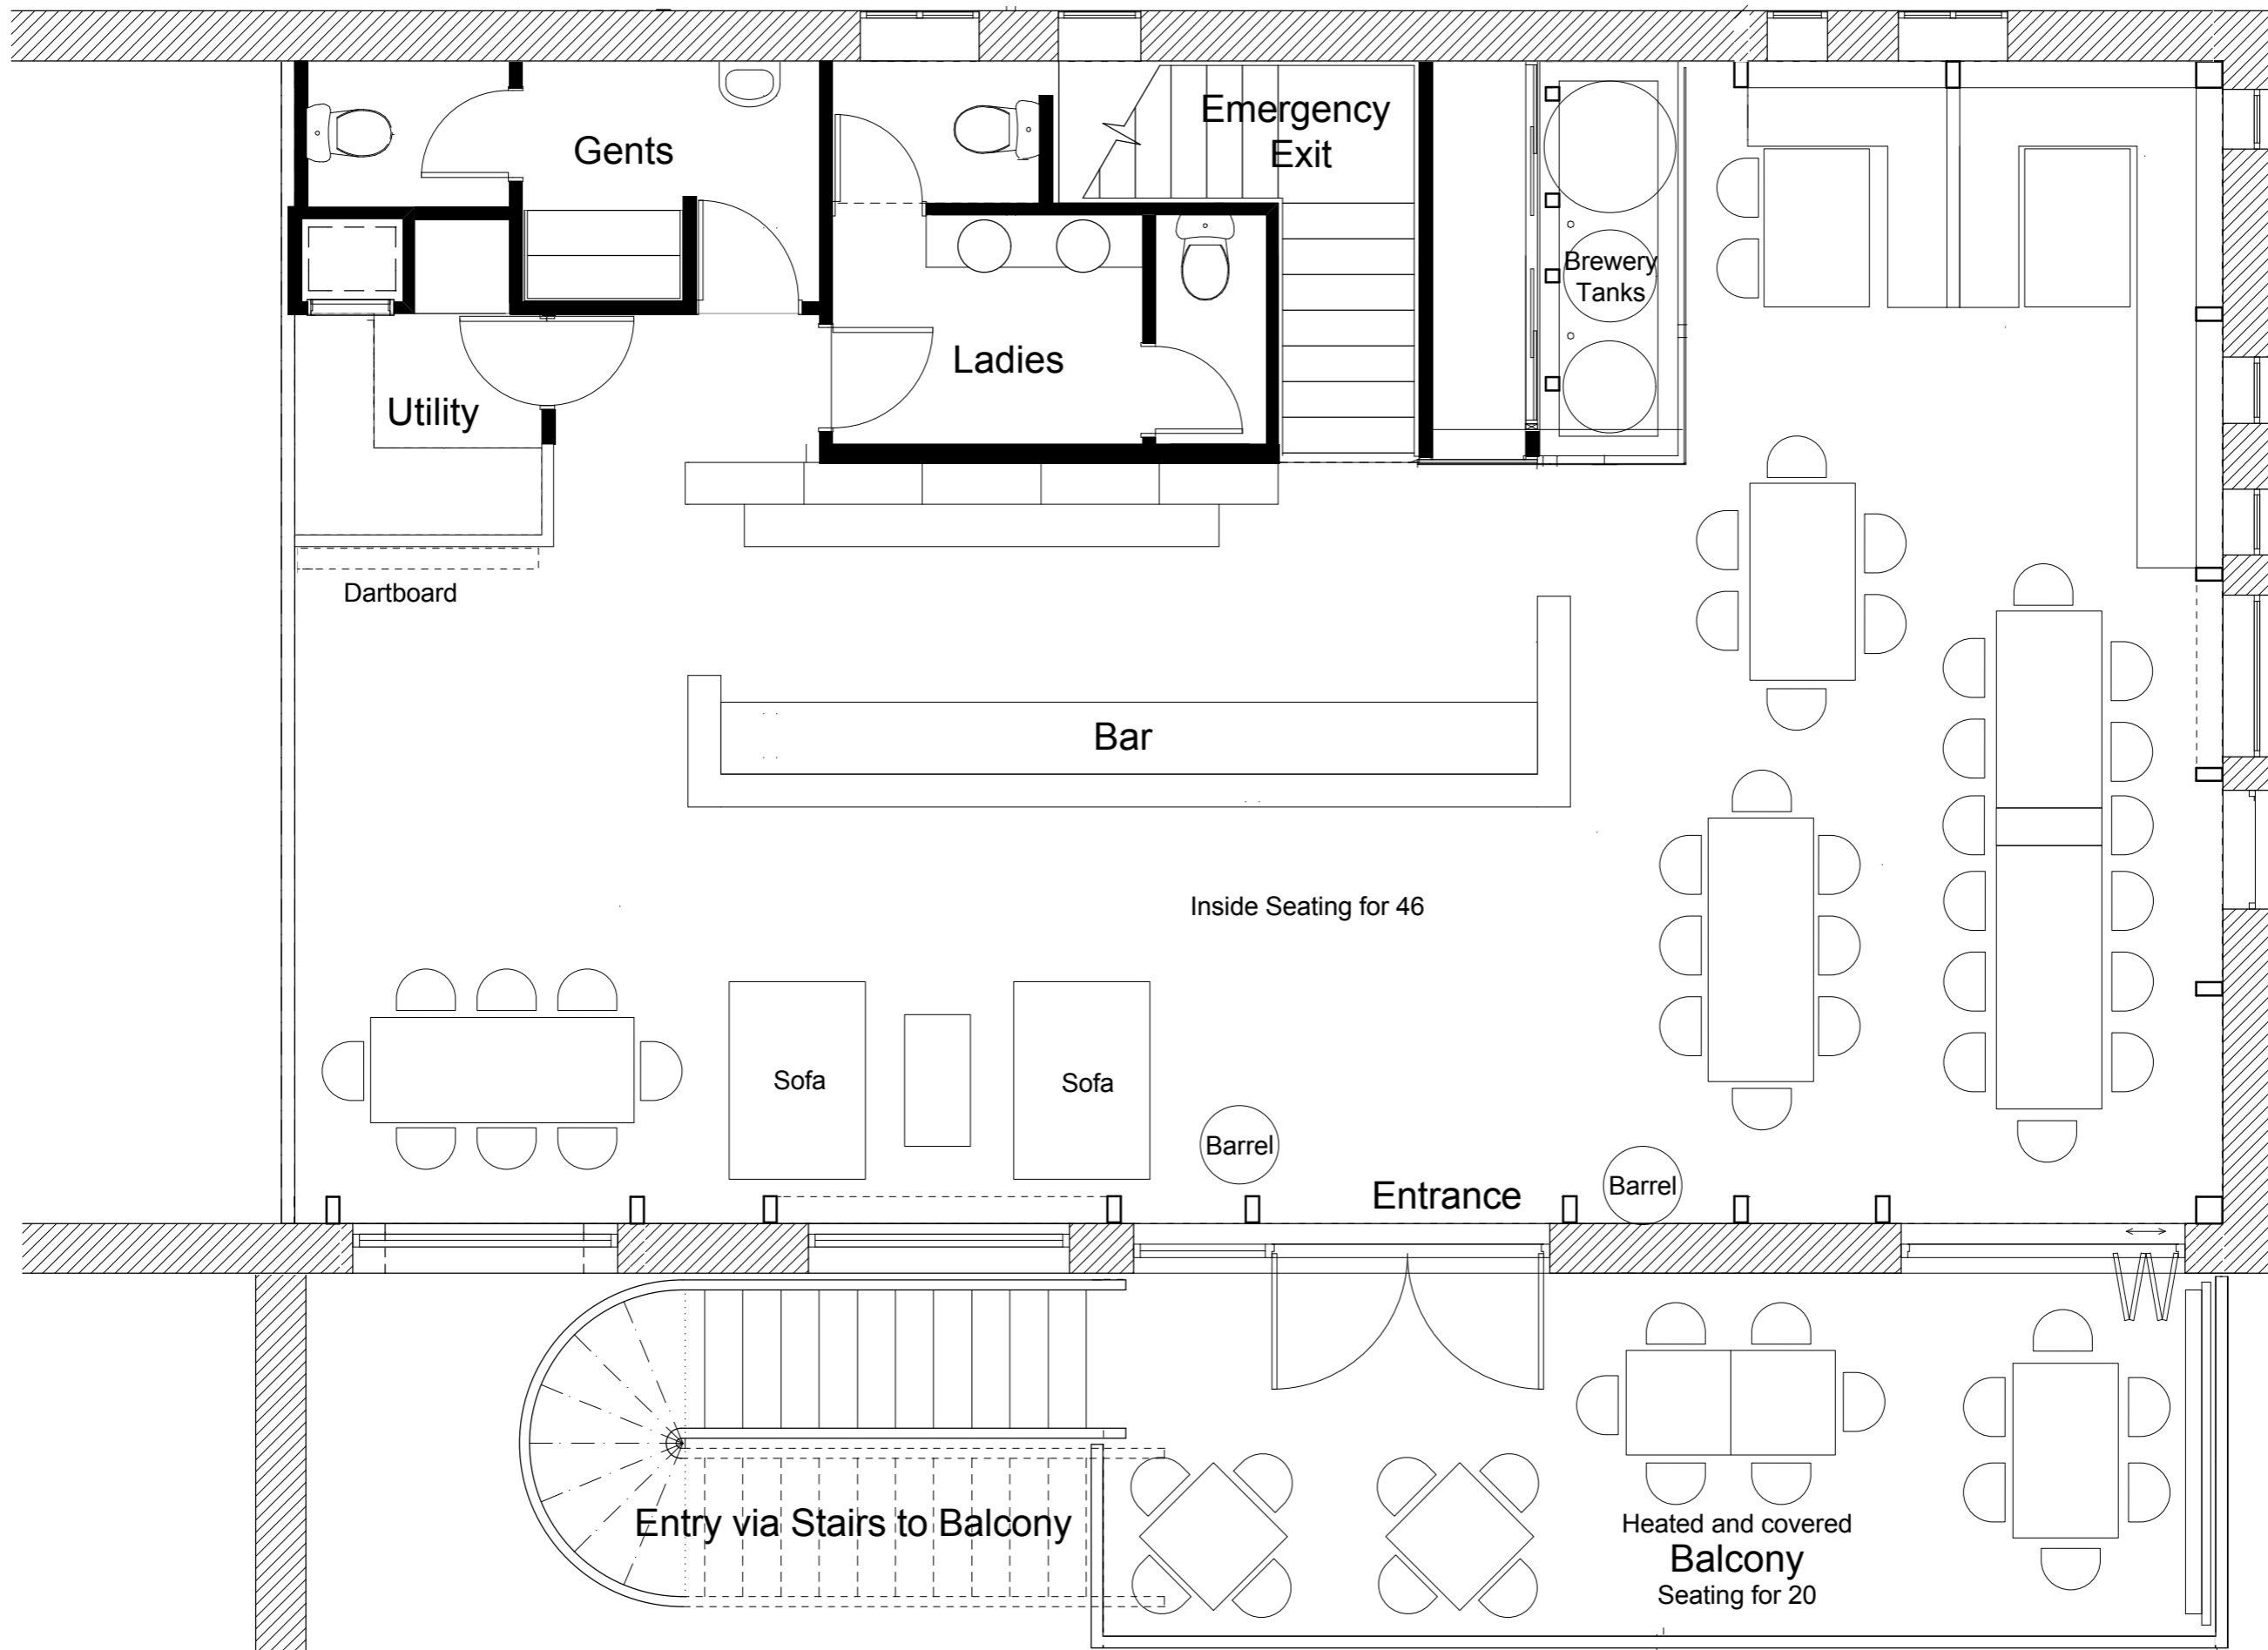 Emergency
Exit
Gents
Brewery
Tanks
Ladies
Utility
Dartboard
Bar
Inside Seating for 46
Sofa
Sofa
Barrel
Barrel
Entrance
Entry via Stairs to Balcony
Heated and covered
Balcony
Seating for 20